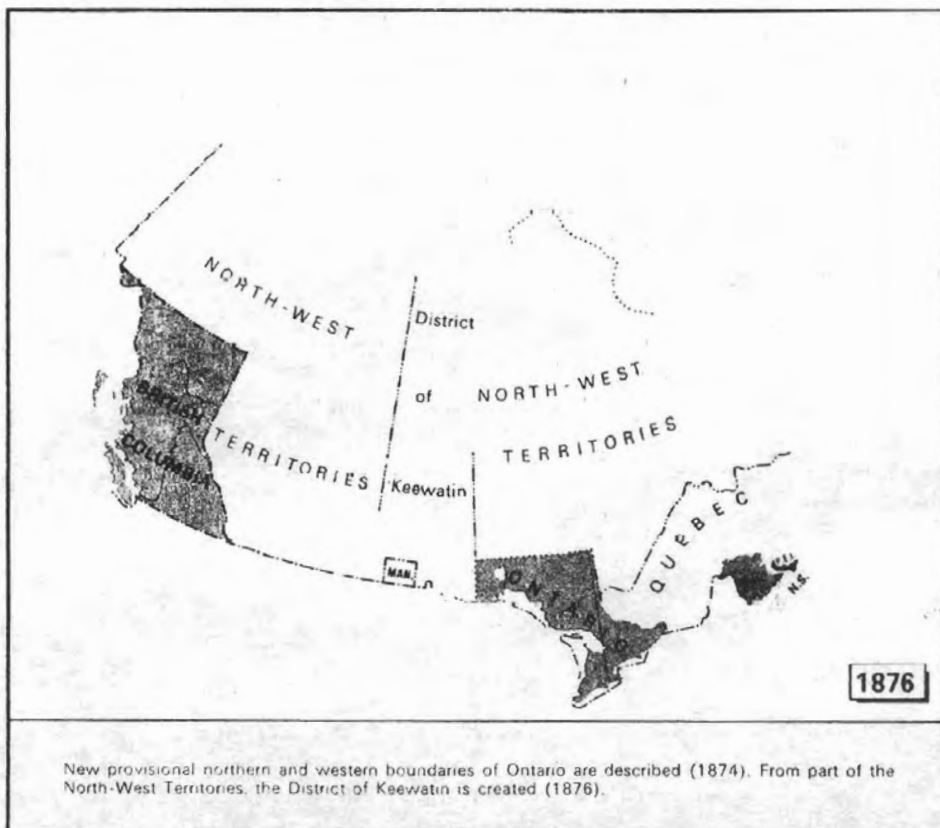 NORTH-WEST
TERRITORIES
District
of
Keewatin
NORTH-WEST
TERRITORIES
BRITISH
COLUMBIA
MAN.
ONTARIO
QUÉBEC
P.E.I.
N.S.
1876
New provisional northern and western boundaries of Ontario are described (1874). From part of the
North-West Territories, the District of Keewatin is created (1876).